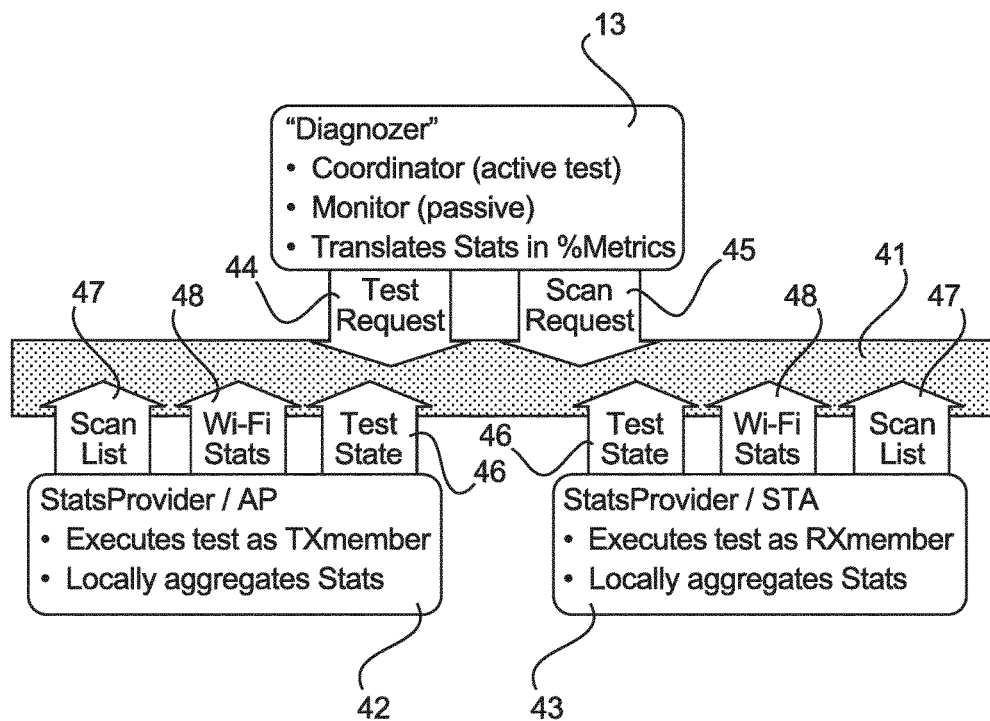 13
“Diagnozer”
• Coordinator (active test)
• Monitor (passive)
• Translates Stats in %Metrics
44
45
41
47
48
48
47
Test
Request
Scan
Request
Scan
List
Wi-Fi
Stats
Test
State
46
46
Test
State
Wi-Fi
Stats
Scan
List
StatsProvider / AP
• Executes test as TXmember
• Locally aggregates Stats
StatsProvider / STA
• Executes test as RXmember
• Locally aggregates Stats
42
43